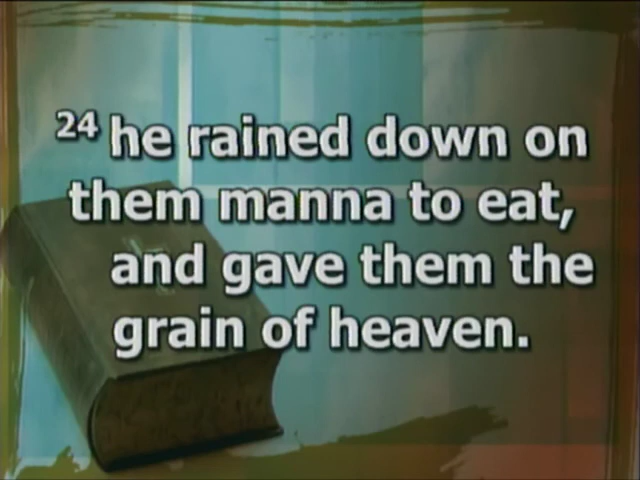 24 he rained down on
them manna to eat,
and gave them the
grain of heaven.